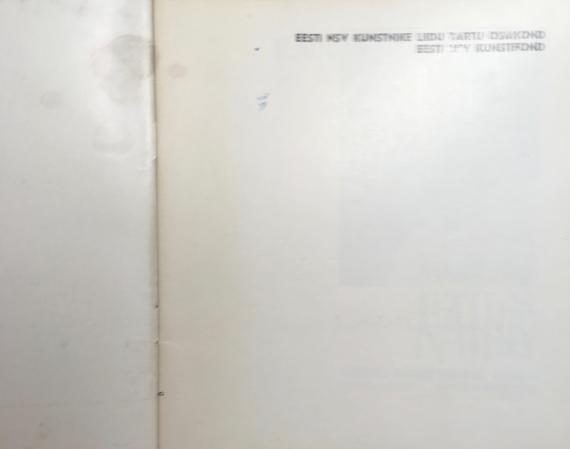 EESTI NSV KUNSTNIKE LIIDU TARTU OSAKOND
EESTI NSV KUNSTIFOND